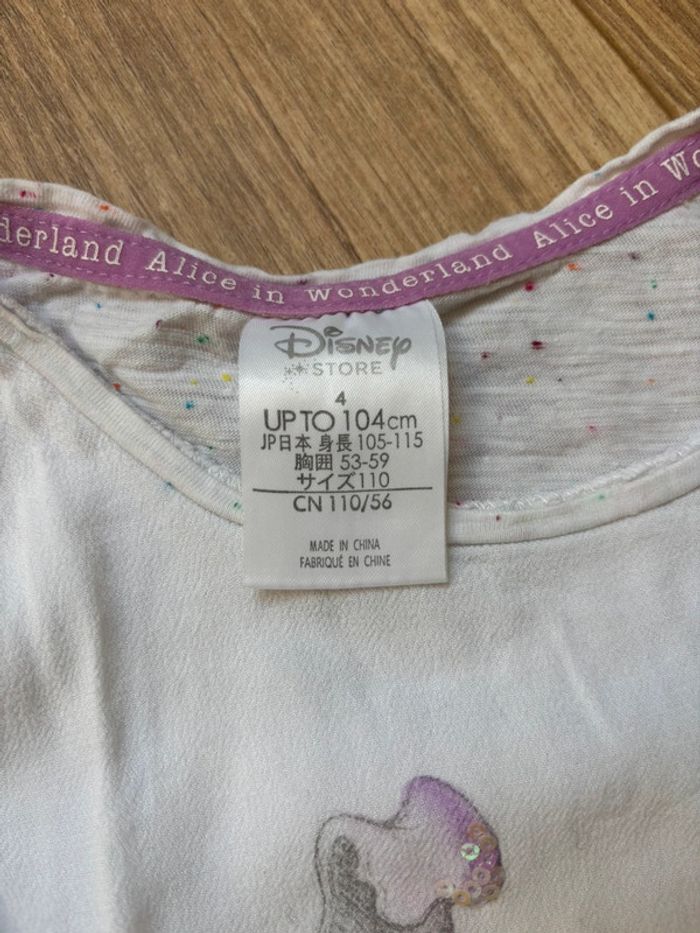 derland Alice in Wonderland Alice in Wo
Disney
STORE
4
UP TO 104cm
JP日本 身長 105-115
胸囲 53-59
サイズ110
CN 110/56
MADE IN CHINA
FABRIQUÉ EN CHINE